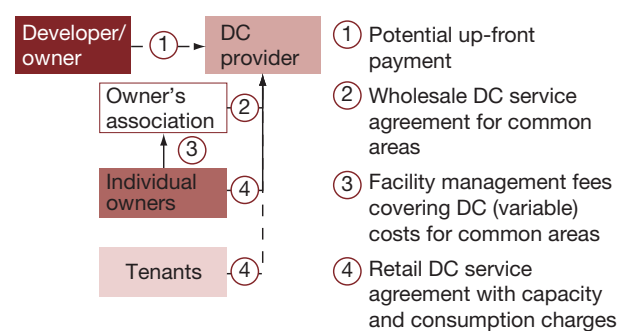 Developer/
owner
1
DC
provider
Owner's
association
2
3
Individual
owners
4
Tenants
4
1 Potential up-front
payment
2 Wholesale DC service
agreement for common
areas
3 Facility management fees
covering DC (variable)
costs for common areas
4 Retail DC service
agreement with capacity
and consumption charges